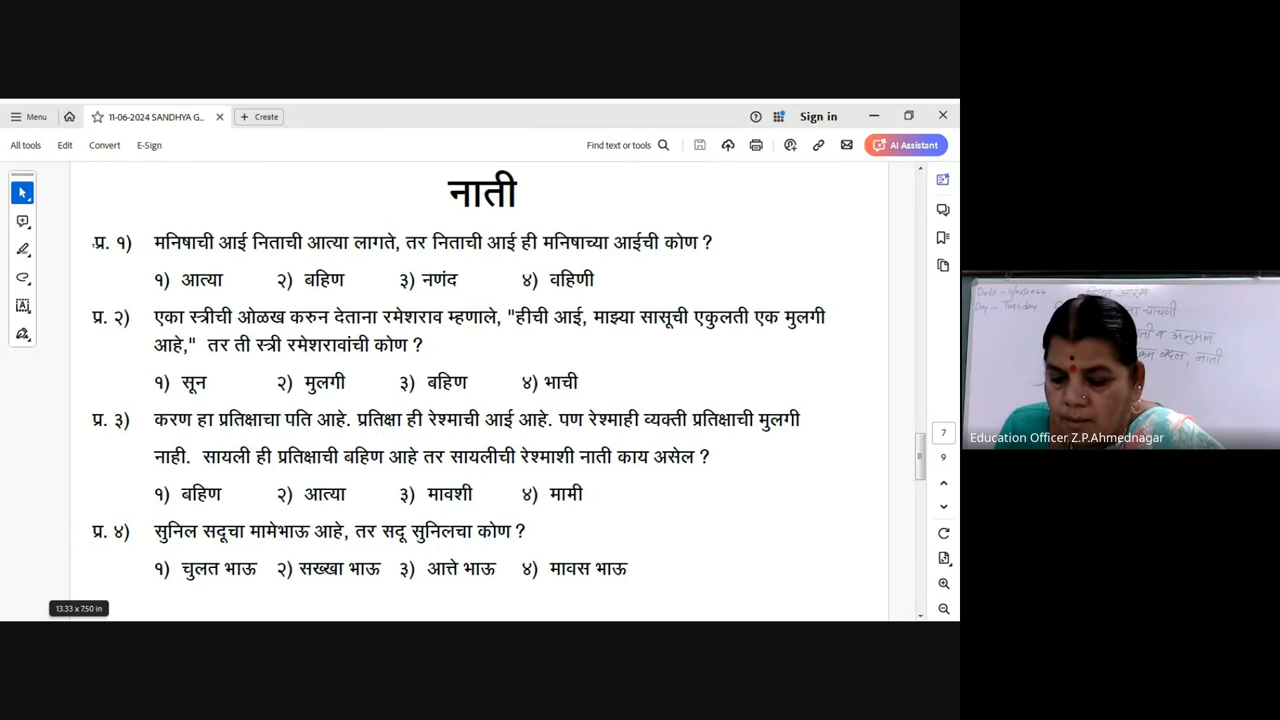 Menu
11-06-2024 SANDHYA G...
Create
Sign in
All tools
Edit
Convert
E-Sign
Find text or tools
AI Assistant
नाती
प्र. १) मनिषाची आई निताची आत्या लागते, तर निताची आई ही मनिषाच्या आईची कोण ?
१) आत्या २) बहिण ३) नणंद ४) वहिणी
प्र. २) एका स्त्रीची ओळख करुन देताना रमेशराव म्हणाले, "हीची आई, माझ्या सासूची एकुलती एक मुलगी
आहे," तर ती स्त्री रमेशरावांची कोण ?
१) सून २) मुलगी ३) बहिण ४) भाची
प्र. ३) करण हा प्रतिक्षाचा पति आहे. प्रतिक्षा ही रेश्माची आई आहे. पण रेश्माही व्यक्ती प्रतिक्षाची मुलगी
नाही. सायली ही प्रतिक्षाची बहिण आहे तर सायलीची रेश्माशी नाती काय असेल ?
१) बहिण २) आत्या ३) मावशी ४) मामी
प्र. ४) सुनिल सदूचा मामेभाऊ आहे, तर सदू सुनिलचा कोण ?
१) चुलत भाऊ २) सख्खा भाऊ ३) आत्ते भाऊ ४) मावस भाऊ
13.33 x 7.50 in
7
9
Day:- Tuesday
चाचणी
व अनुमान
बदल, नाती
Education Officer Z.P.Ahmednagar